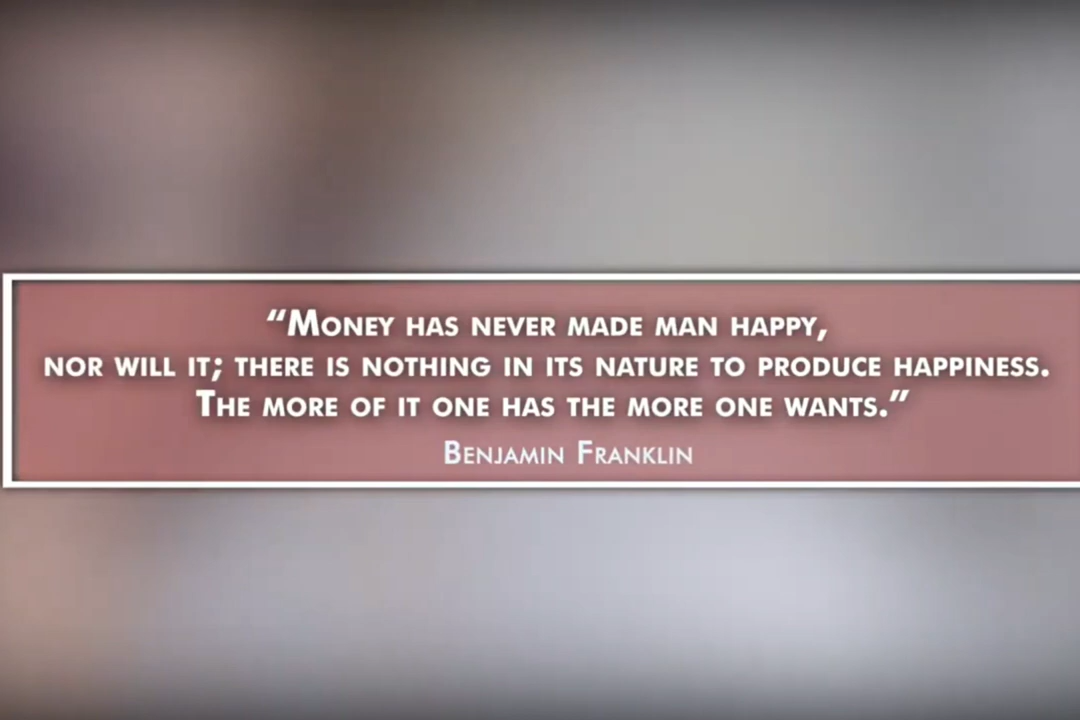 “Money has never made man happy,
nor will it; there is nothing in its nature to produce happiness.
The more of it one has the more one wants.”
Benjamin Franklin